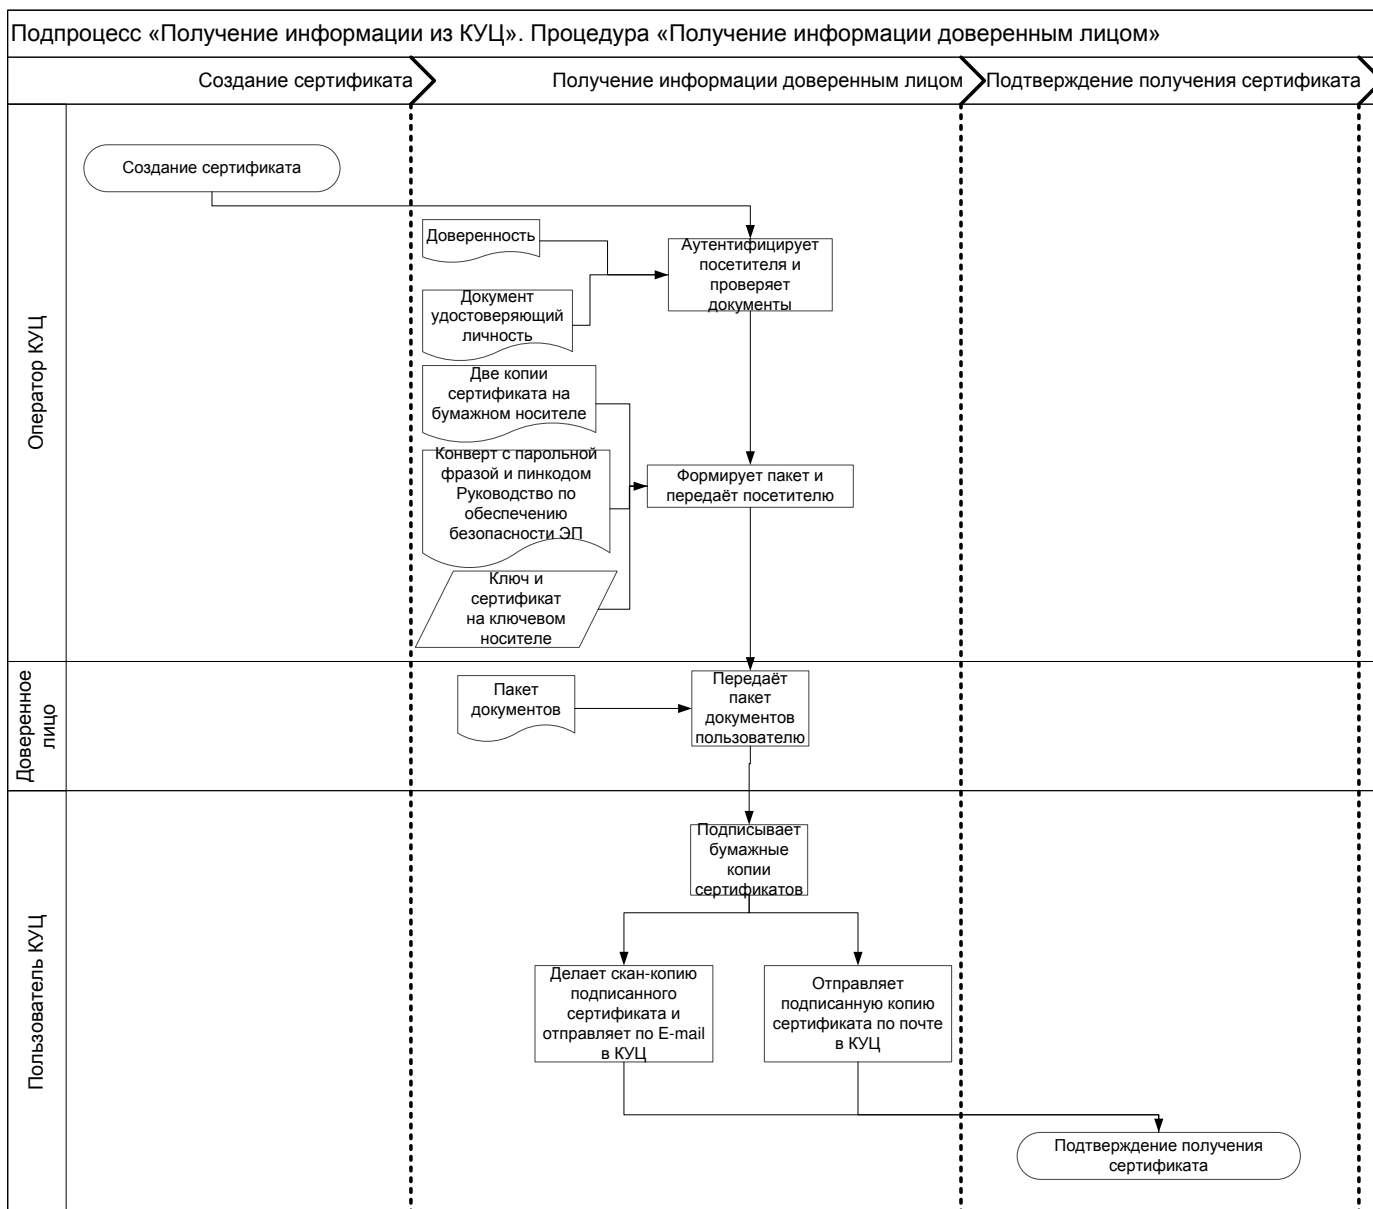 Подпроцесс «Получение информации из КУЦ». Процедура «Получение информации доверенным лицом»
Создание сертификата
Получение информации доверенным лицом
Подтверждение получения сертификата
Оператор КУЦ
Создание сертификата
Доверенность
Аутентифицирует
посетителя и
проверяет
документы
Документ
удостоверяющий
личность
Две копии
сертификата на
бумажном носителе
Конверт с парольной
фразой и пинкодом
Руководство по
обеспечению
безопасности ЭП
Формирует пакет и
передаёт посетителю
Ключ и
сертификат
на ключевом
носителе
Доверенное
лицо
Пакет
документов
Передаёт
пакет
документов
пользователю
Пользователь КУЦ
Подписывает
бумажные
копии
сертификатов
Делает скан-копию
подписанного
сертификата и
отправляет по E-mail
в КУЦ
Отправляет
подписанную копию
сертификата по почте
в КУЦ
Подтверждение получения
сертификата